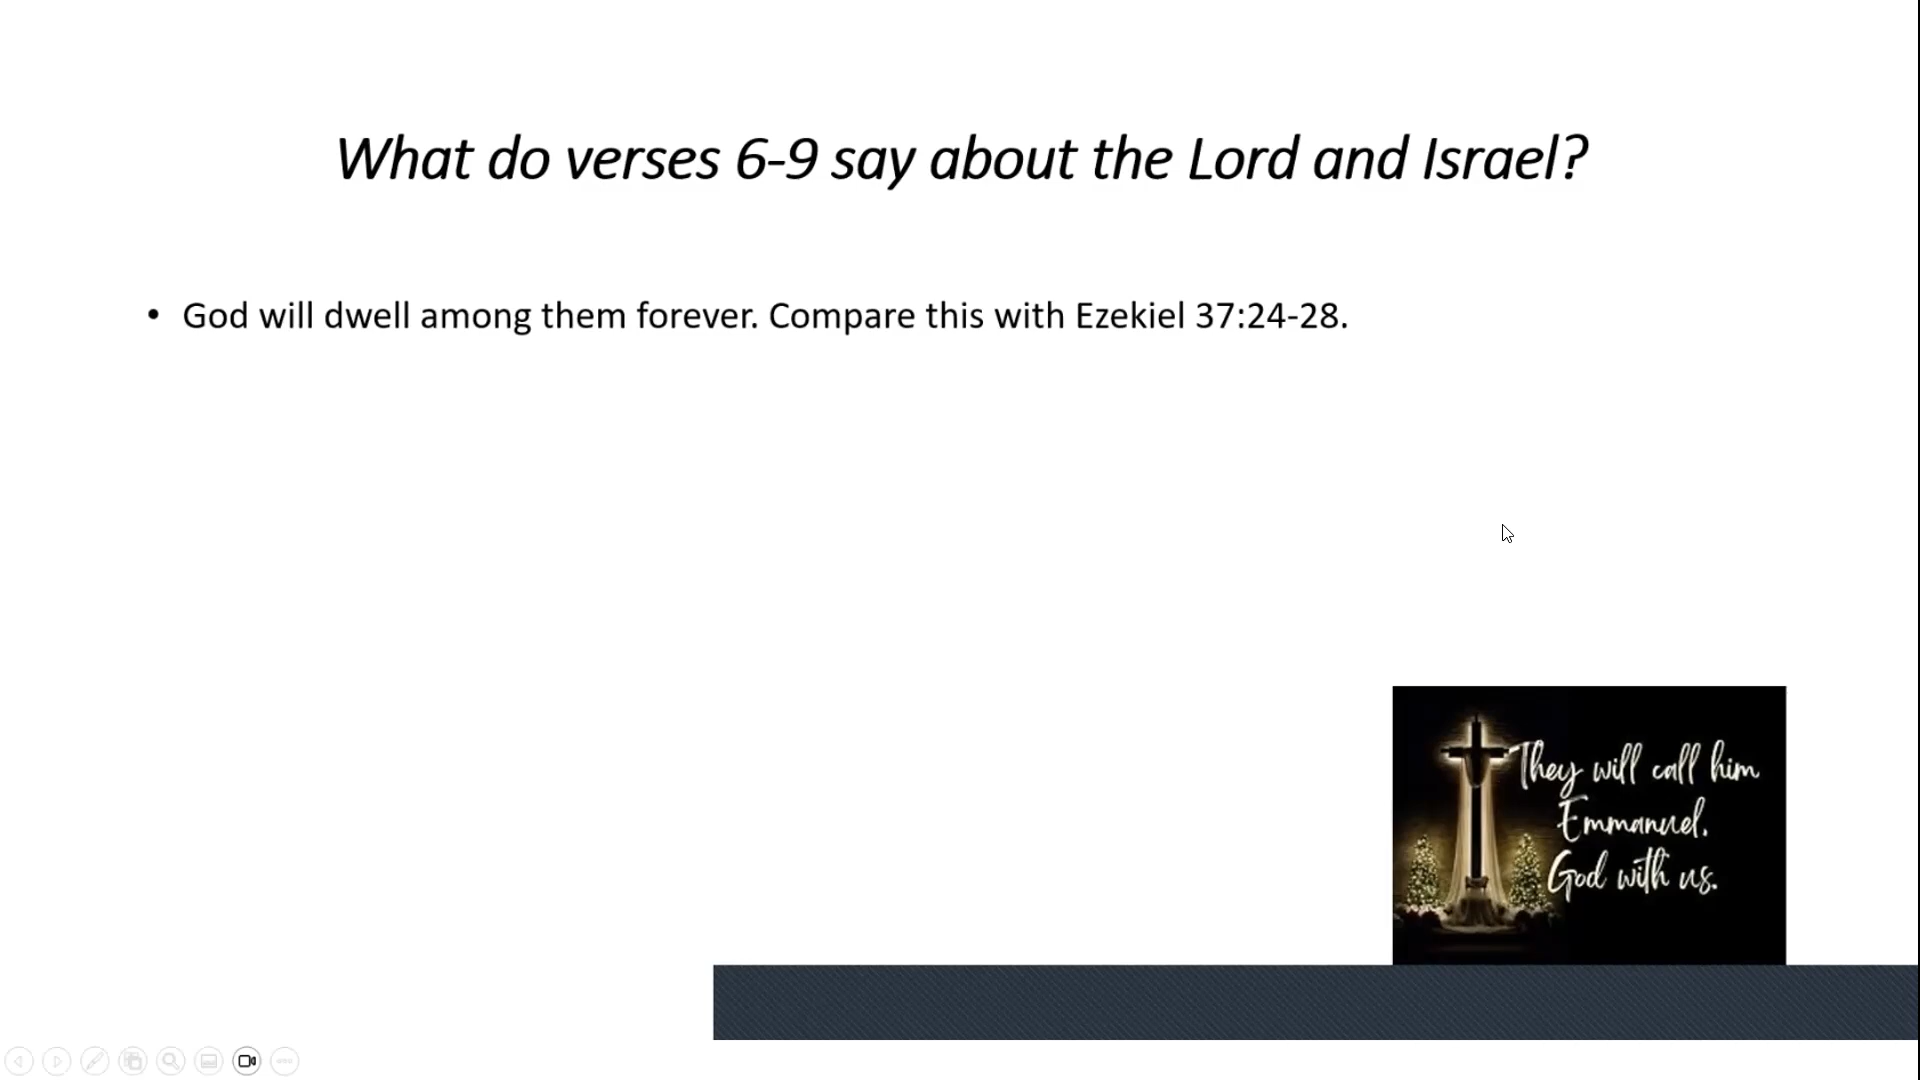 What do verses 6-9 say about the Lord and Israel?
• God will dwell among them forever. Compare this with Ezekiel 37:24-28.
They will call him
Emmanuel.
God with us.